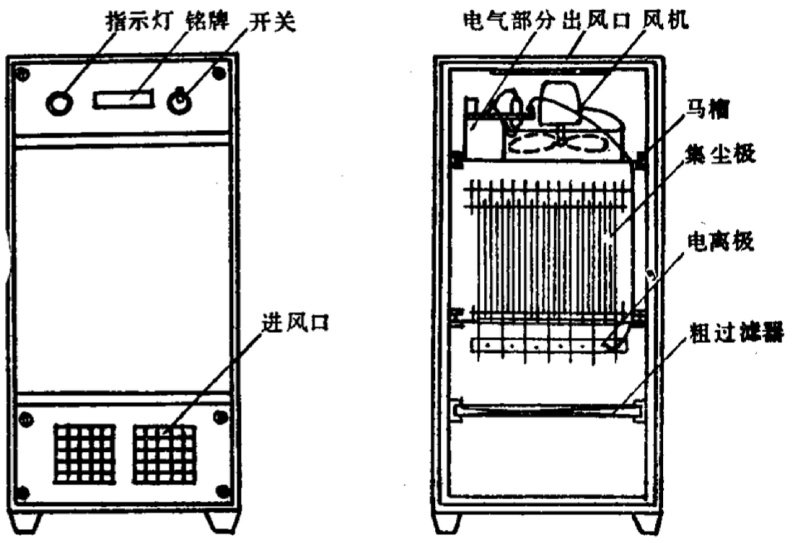 指示灯 铭牌 开关
电气部分 出风口 风机
马槽
集尘极
电离极
进风口
粗过滤器